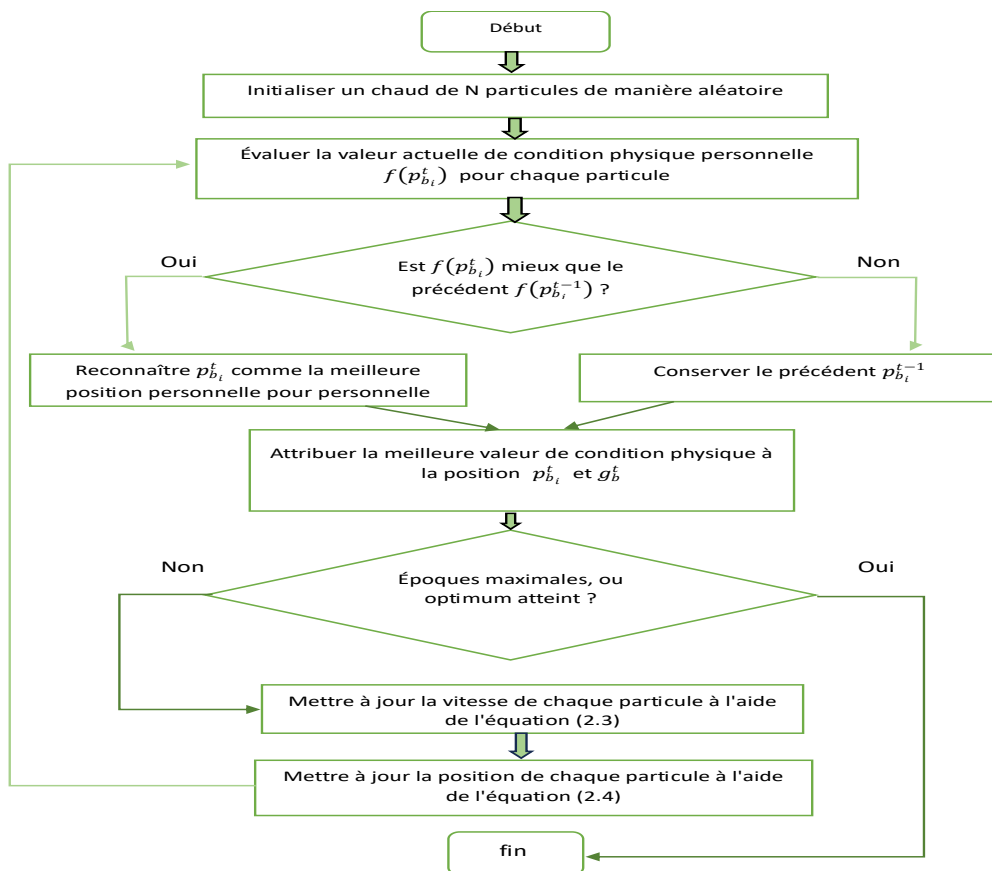 Début
Initialiser un chaud de N particules de manière aléatoire
Évaluer la valeur actuelle de condition physique personnelle
$f(p_{b_i}^t)$ pour chaque particule
Oui
Est $f(p_{b_i}^t)$ mieux que le
précédent $f(p_{b_i}^{t-1})$ ?
Non
Reconnaître $p_{b_i}^t$ comme la meilleure
position personnelle pour personnelle
Conserver le précédent $p_{b_i}^{t-1}$
Attribuer la meilleure valeur de condition physique à
la position $p_{b_i}^t$ et $g_b^t$
Non
Époques maximales, ou
optimum atteint ?
Oui
Mettre à jour la vitesse de chaque particule à l'aide
de l'équation (2.3)
Mettre à jour la position de chaque particule à l'aide
de l'équation (2.4)
fin